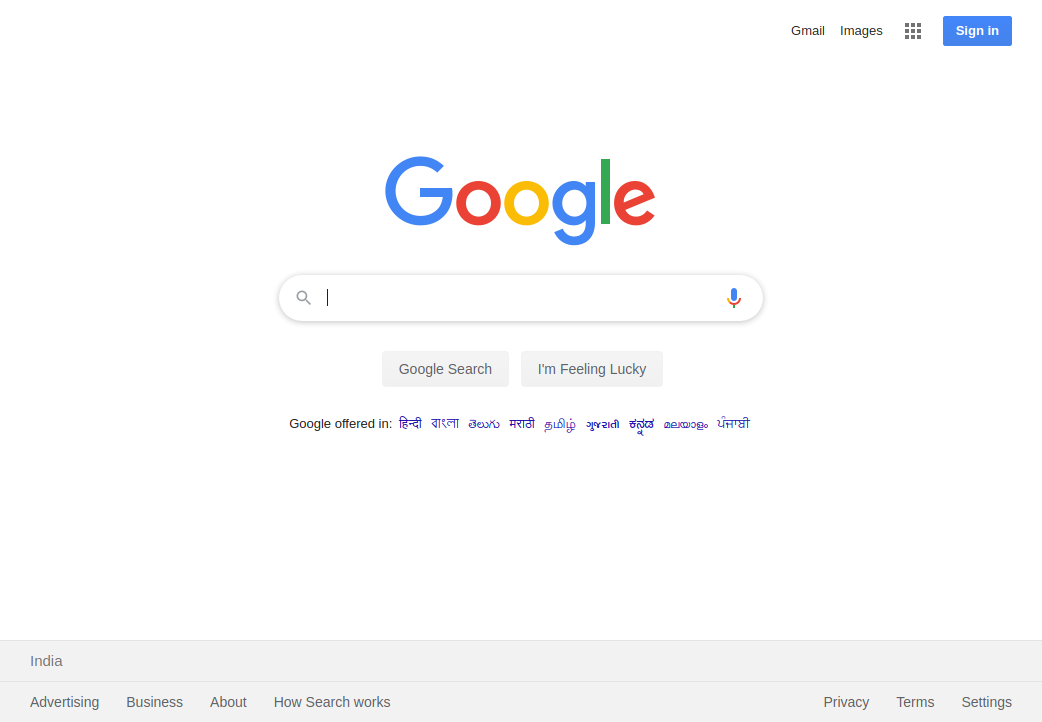 Gmail Images Sign in
Google
Google Search I'm Feeling Lucky
Google offered in: हिन्दी বাংলা తెలుగు मराठी தமிழ் ગુજરાતી ಕನ್ನಡ മലയാളം ਪੰਜਾਬੀ
India
Advertising Business About How Search works Privacy Terms Settings